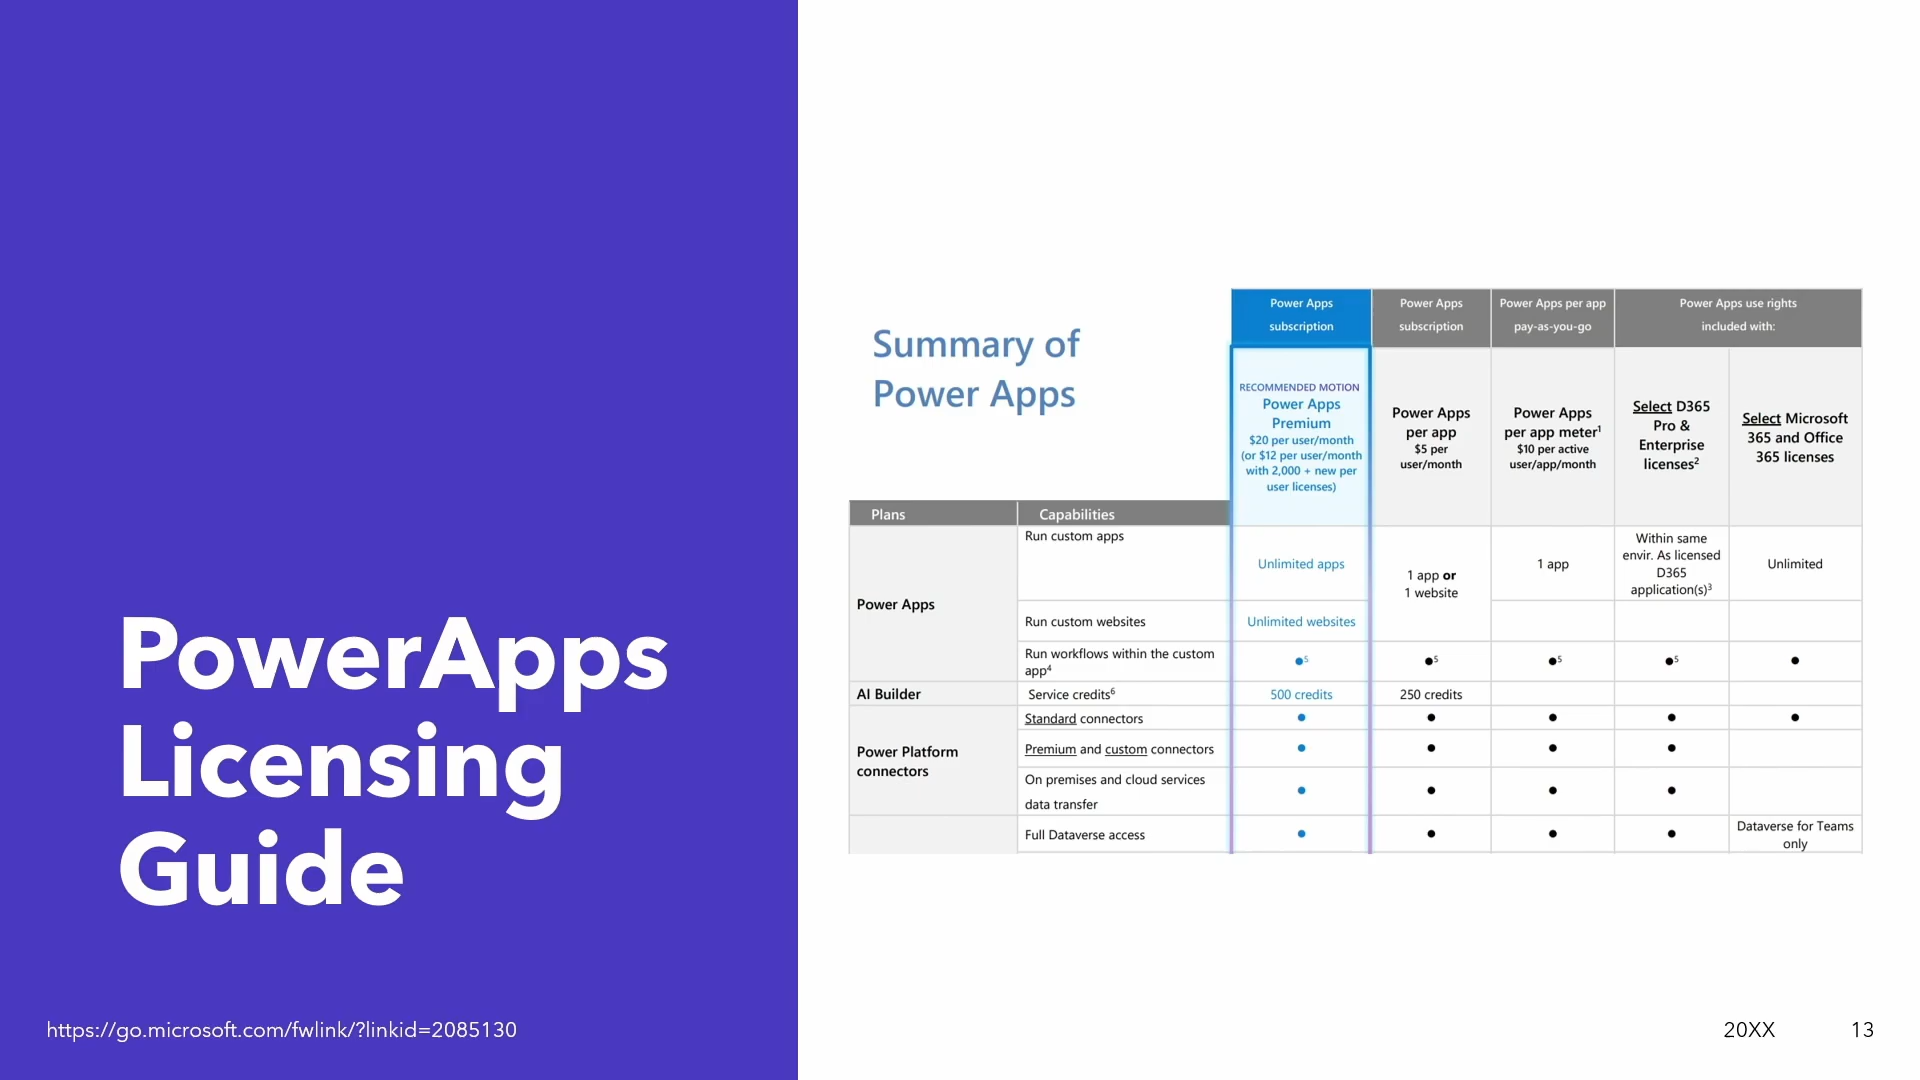 PowerApps
Licensing
Guide
https://go.microsoft.com/fwlink/?linkid=2085130
Summary of
Power Apps
Power Apps
subscription
Power Apps
subscription
Power Apps per app
pay-as-you-go
Power Apps use rights
included with:
RECOMMENDED MOTION
Power Apps
Premium
$20 per user/month
(or $12 per user/month
with 2,000 + new per
user licenses)
Power Apps
per app
$5 per
user/month
Power Apps
per app meter¹
$10 per active
user/app/month
Select D365
Pro &
Enterprise
licenses²
Select Microsoft
365 and Office
365 licenses
Plans
Capabilities
Power Apps
Run custom apps
Unlimited apps
1 app or
1 website
1 app
Within same
envir. As licensed
D365
application(s)³
Unlimited
Run custom websites
Unlimited websites
Run workflows within the custom
app⁴
●⁵ ●⁵ ●⁵ ●⁵ ●
AI Builder
Service credits⁶
500 credits
250 credits
Power Platform
connectors
Standard connectors
● ● ● ● ●
Premium and custom connectors
● ● ● ●
On premises and cloud services
data transfer
● ● ● ●
Full Dataverse access
● ● ● ●
Dataverse for Teams
only
20XX
13